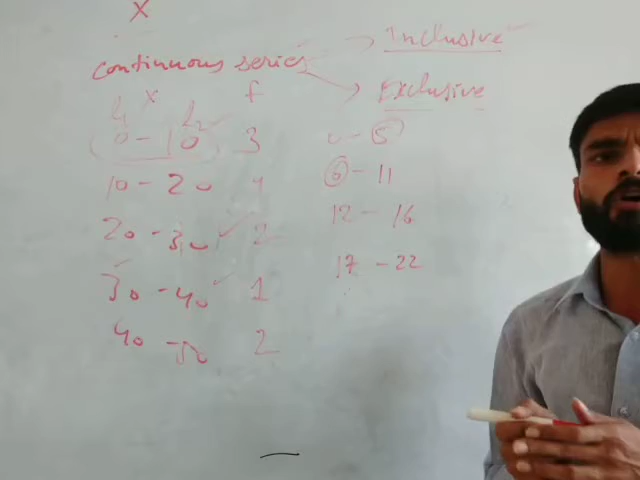 X
Inclusive
continuous series
Exclusive
x f
l₁ l₂
0-10 3
10-20 4
20-30 2
30-40 1
40-50 2
0-5
6-11
12-16
17-22